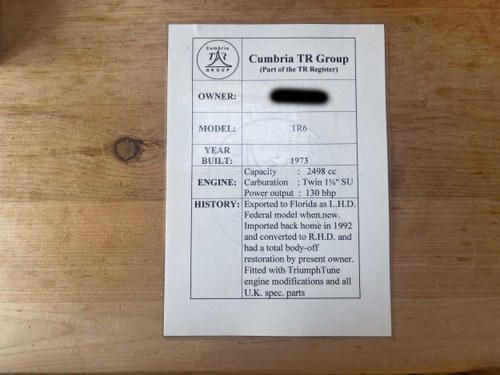 Cumbria
TR
GROUP
Cumbria TR Group
(Part of the TR Register)
OWNER:
MODEL: TR6
YEAR
BUILT: 1973
ENGINE: Capacity : 2498 cc
Carburation : Twin 1¾" SU
Power output : 130 bhp
HISTORY: Exported to Florida as L.H.D.
Federal model when new.
Imported back home in 1992
and converted to R.H.D. and
had a total body-off
restoration by present owner.
Fitted with TriumphTune
engine modifications and all
U.K. spec. parts